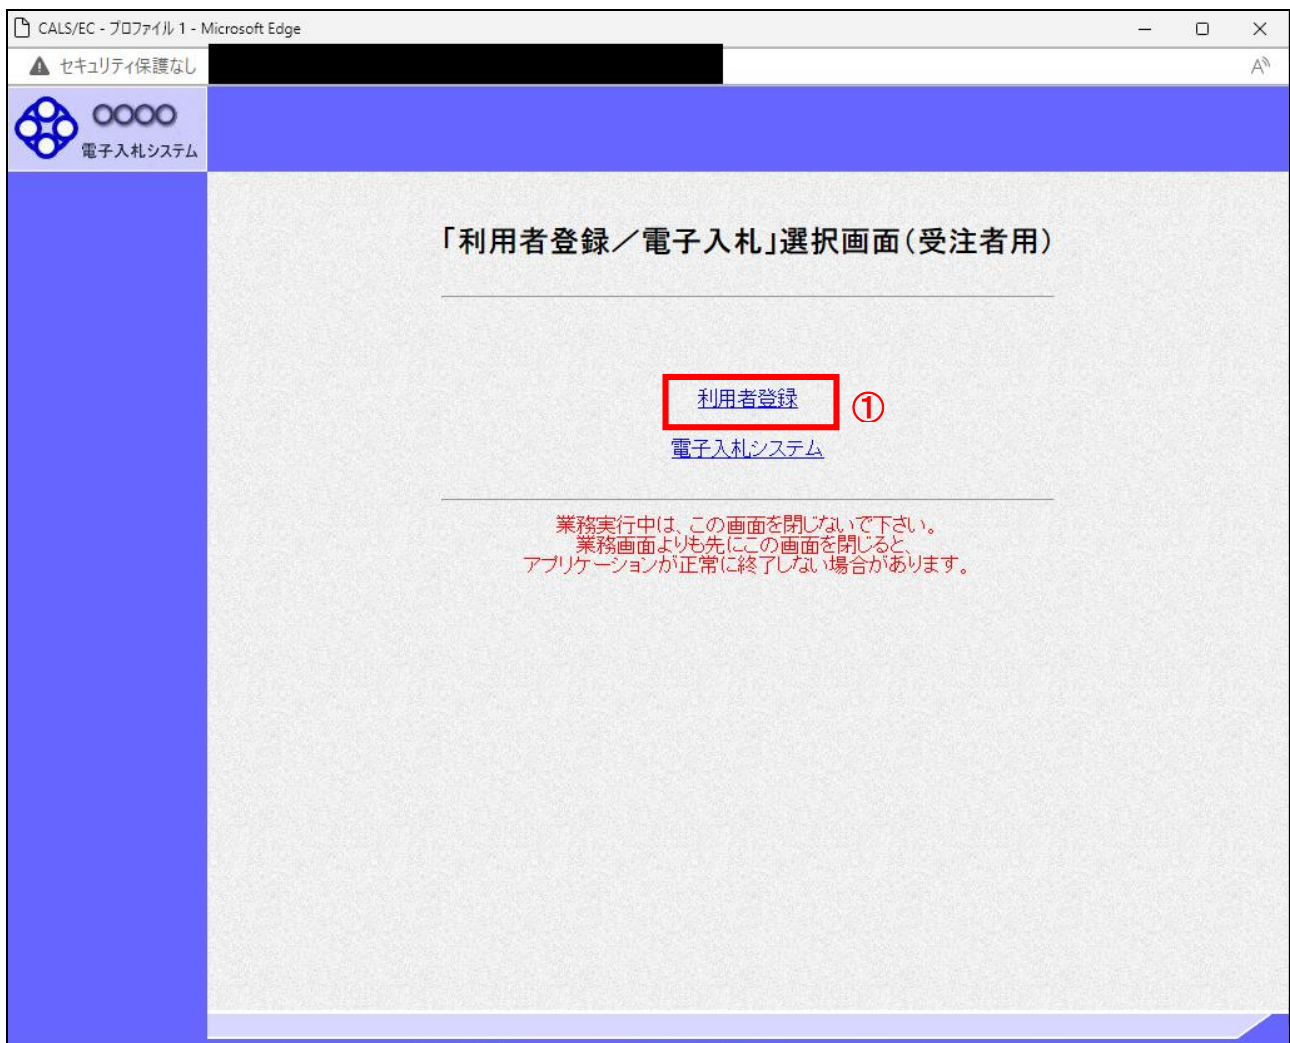 CALS/EC - プロファイル 1 - Microsoft Edge
セキュリティ保護なし
○○○○
電子入札システム
「利用者登録／電子入札」選択画面（受注者用）
利用者登録
①
電子入札システム
業務実行中は、この画面を閉じないで下さい。
業務画面よりも先にこの画面を閉じると、
アプリケーションが正常に終了しない場合があります。